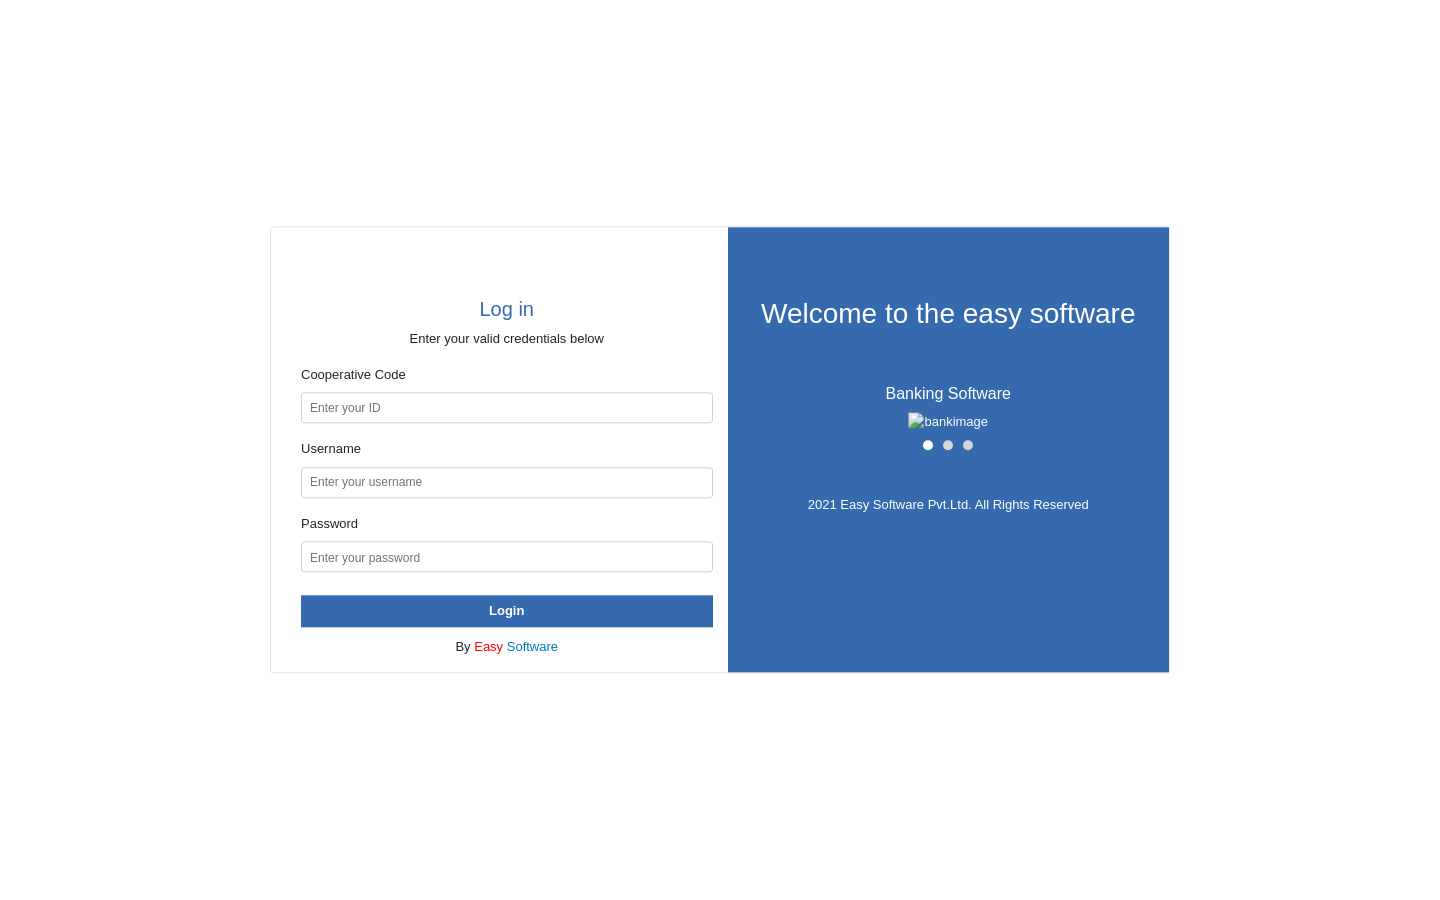 Log in
Enter your valid credentials below
Cooperative Code
Enter your ID
Username
Enter your username
Password
Enter your password
Login
By Easy Software
Welcome to the easy software
Banking Software
bankimage
2021 Easy Software Pvt.Ltd. All Rights Reserved